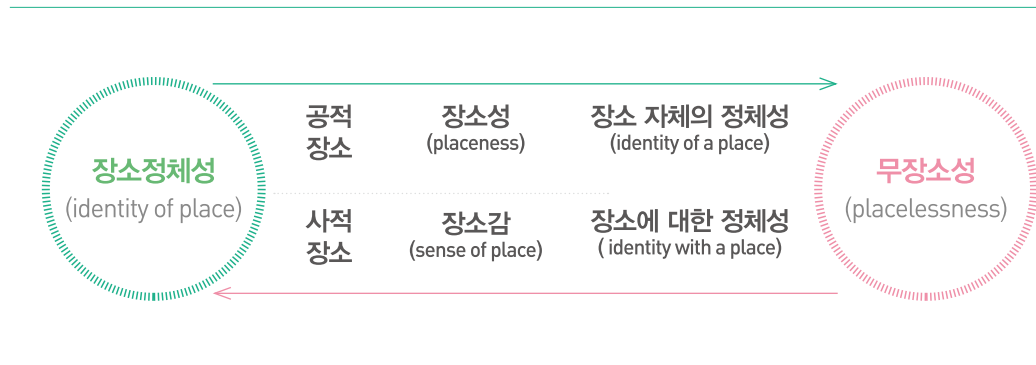 장소정체성
(identity of place)
공적
장소
장소성
(placeness)
장소 자체의 정체성
(identity of a place)
사적
장소
장소감
(sense of place)
장소에 대한 정체성
( identity with a place)
무장소성
(placelessness)